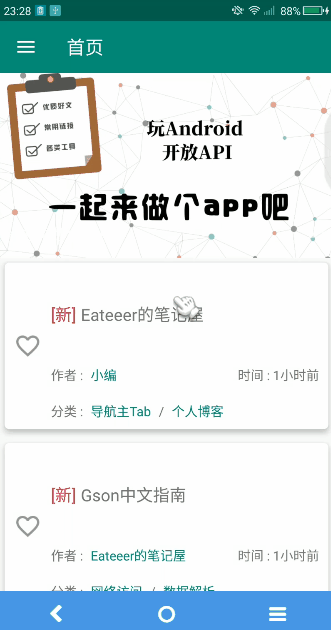 23:28
88%
首页
优质好文
常用链接
各类工具
玩Android
开放API
一起来做个app吧
[新] Eateeer的笔记屋
作者： 小编
时间：1小时前
分类： 导航主Tab / 个人博客
[新] Gson中文指南
作者： Eateeer的笔记屋
时间：1小时前
分类： 网络访问 / 数据解析